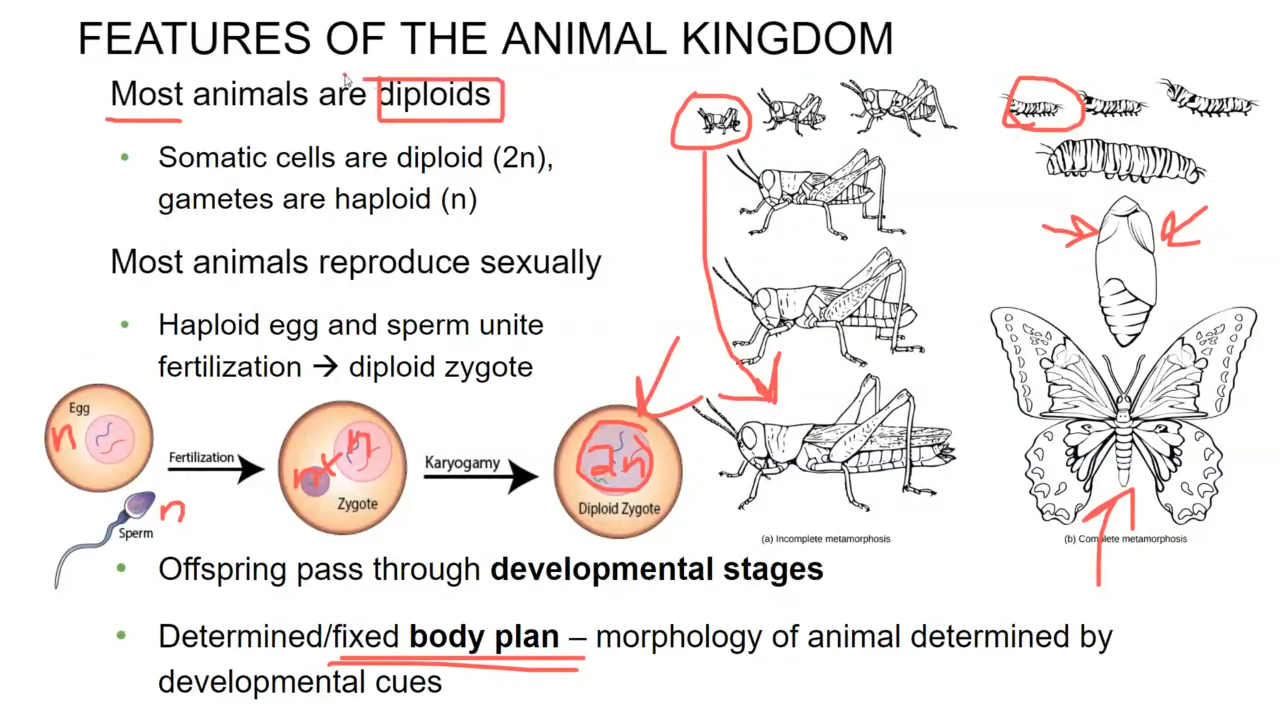 FEATURES OF THE ANIMAL KINGDOM
Most animals are diploids
• Somatic cells are diploid (2n),
gametes are haploid (n)
Most animals reproduce sexually
• Haploid egg and sperm unite
fertilization → diploid zygote
Egg
n
Sperm
n
Fertilization
n+n
Zygote
Karyogamy
2n
Diploid Zygote
(a) Incomplete metamorphosis
(b) Complete metamorphosis
• Offspring pass through developmental stages
• Determined/fixed body plan – morphology of animal determined by
developmental cues